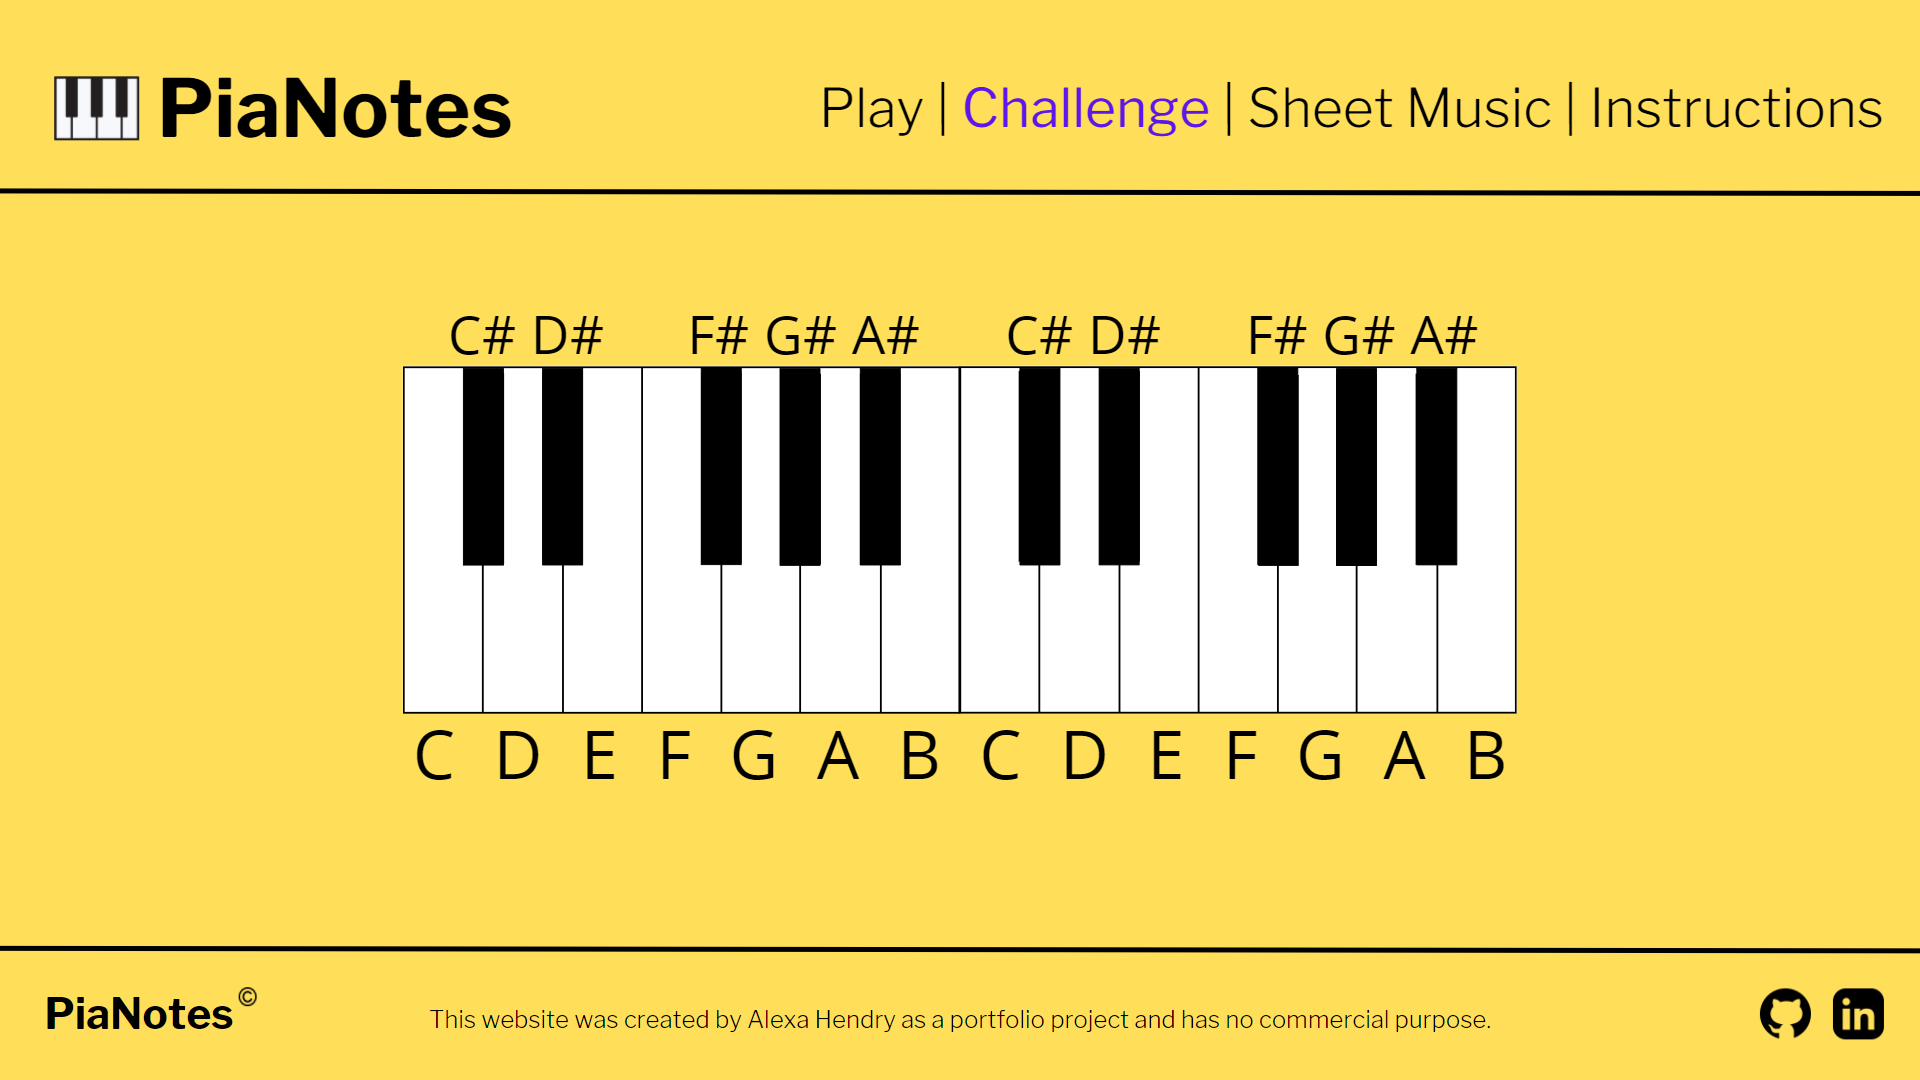 PiaNotes
Play | Challenge | Sheet Music | Instructions
C# D# F# G# A# C# D# F# G# A#
C D E F G A B C D E F G A B
PiaNotes ©
This website was created by Alexa Hendry as a portfolio project and has no commercial purpose.
in